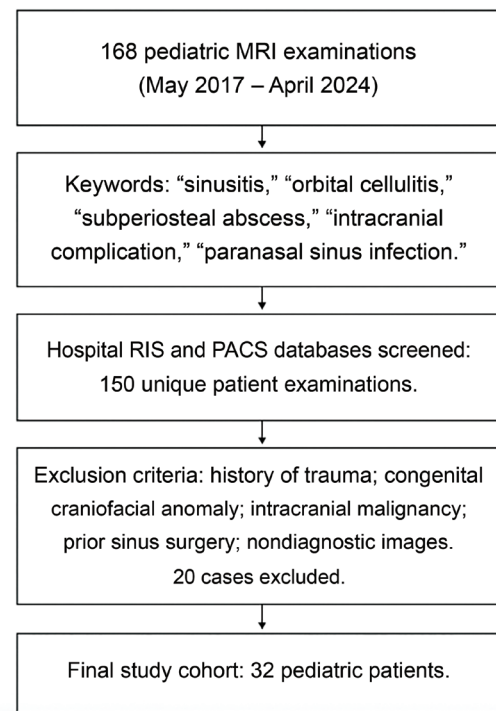 168 pediatric MRI examinations
(May 2017 – April 2024)
Keywords: “sinusitis,” “orbital cellulitis,”
“subperiosteal abscess,” “intracranial
complication,” “paranasal sinus infection.”
Hospital RIS and PACS databases screened:
150 unique patient examinations.
Exclusion criteria: history of trauma; congenital
craniofacial anomaly; intracranial malignancy;
prior sinus surgery; nondiagnostic images.
20 cases excluded.
Final study cohort: 32 pediatric patients.